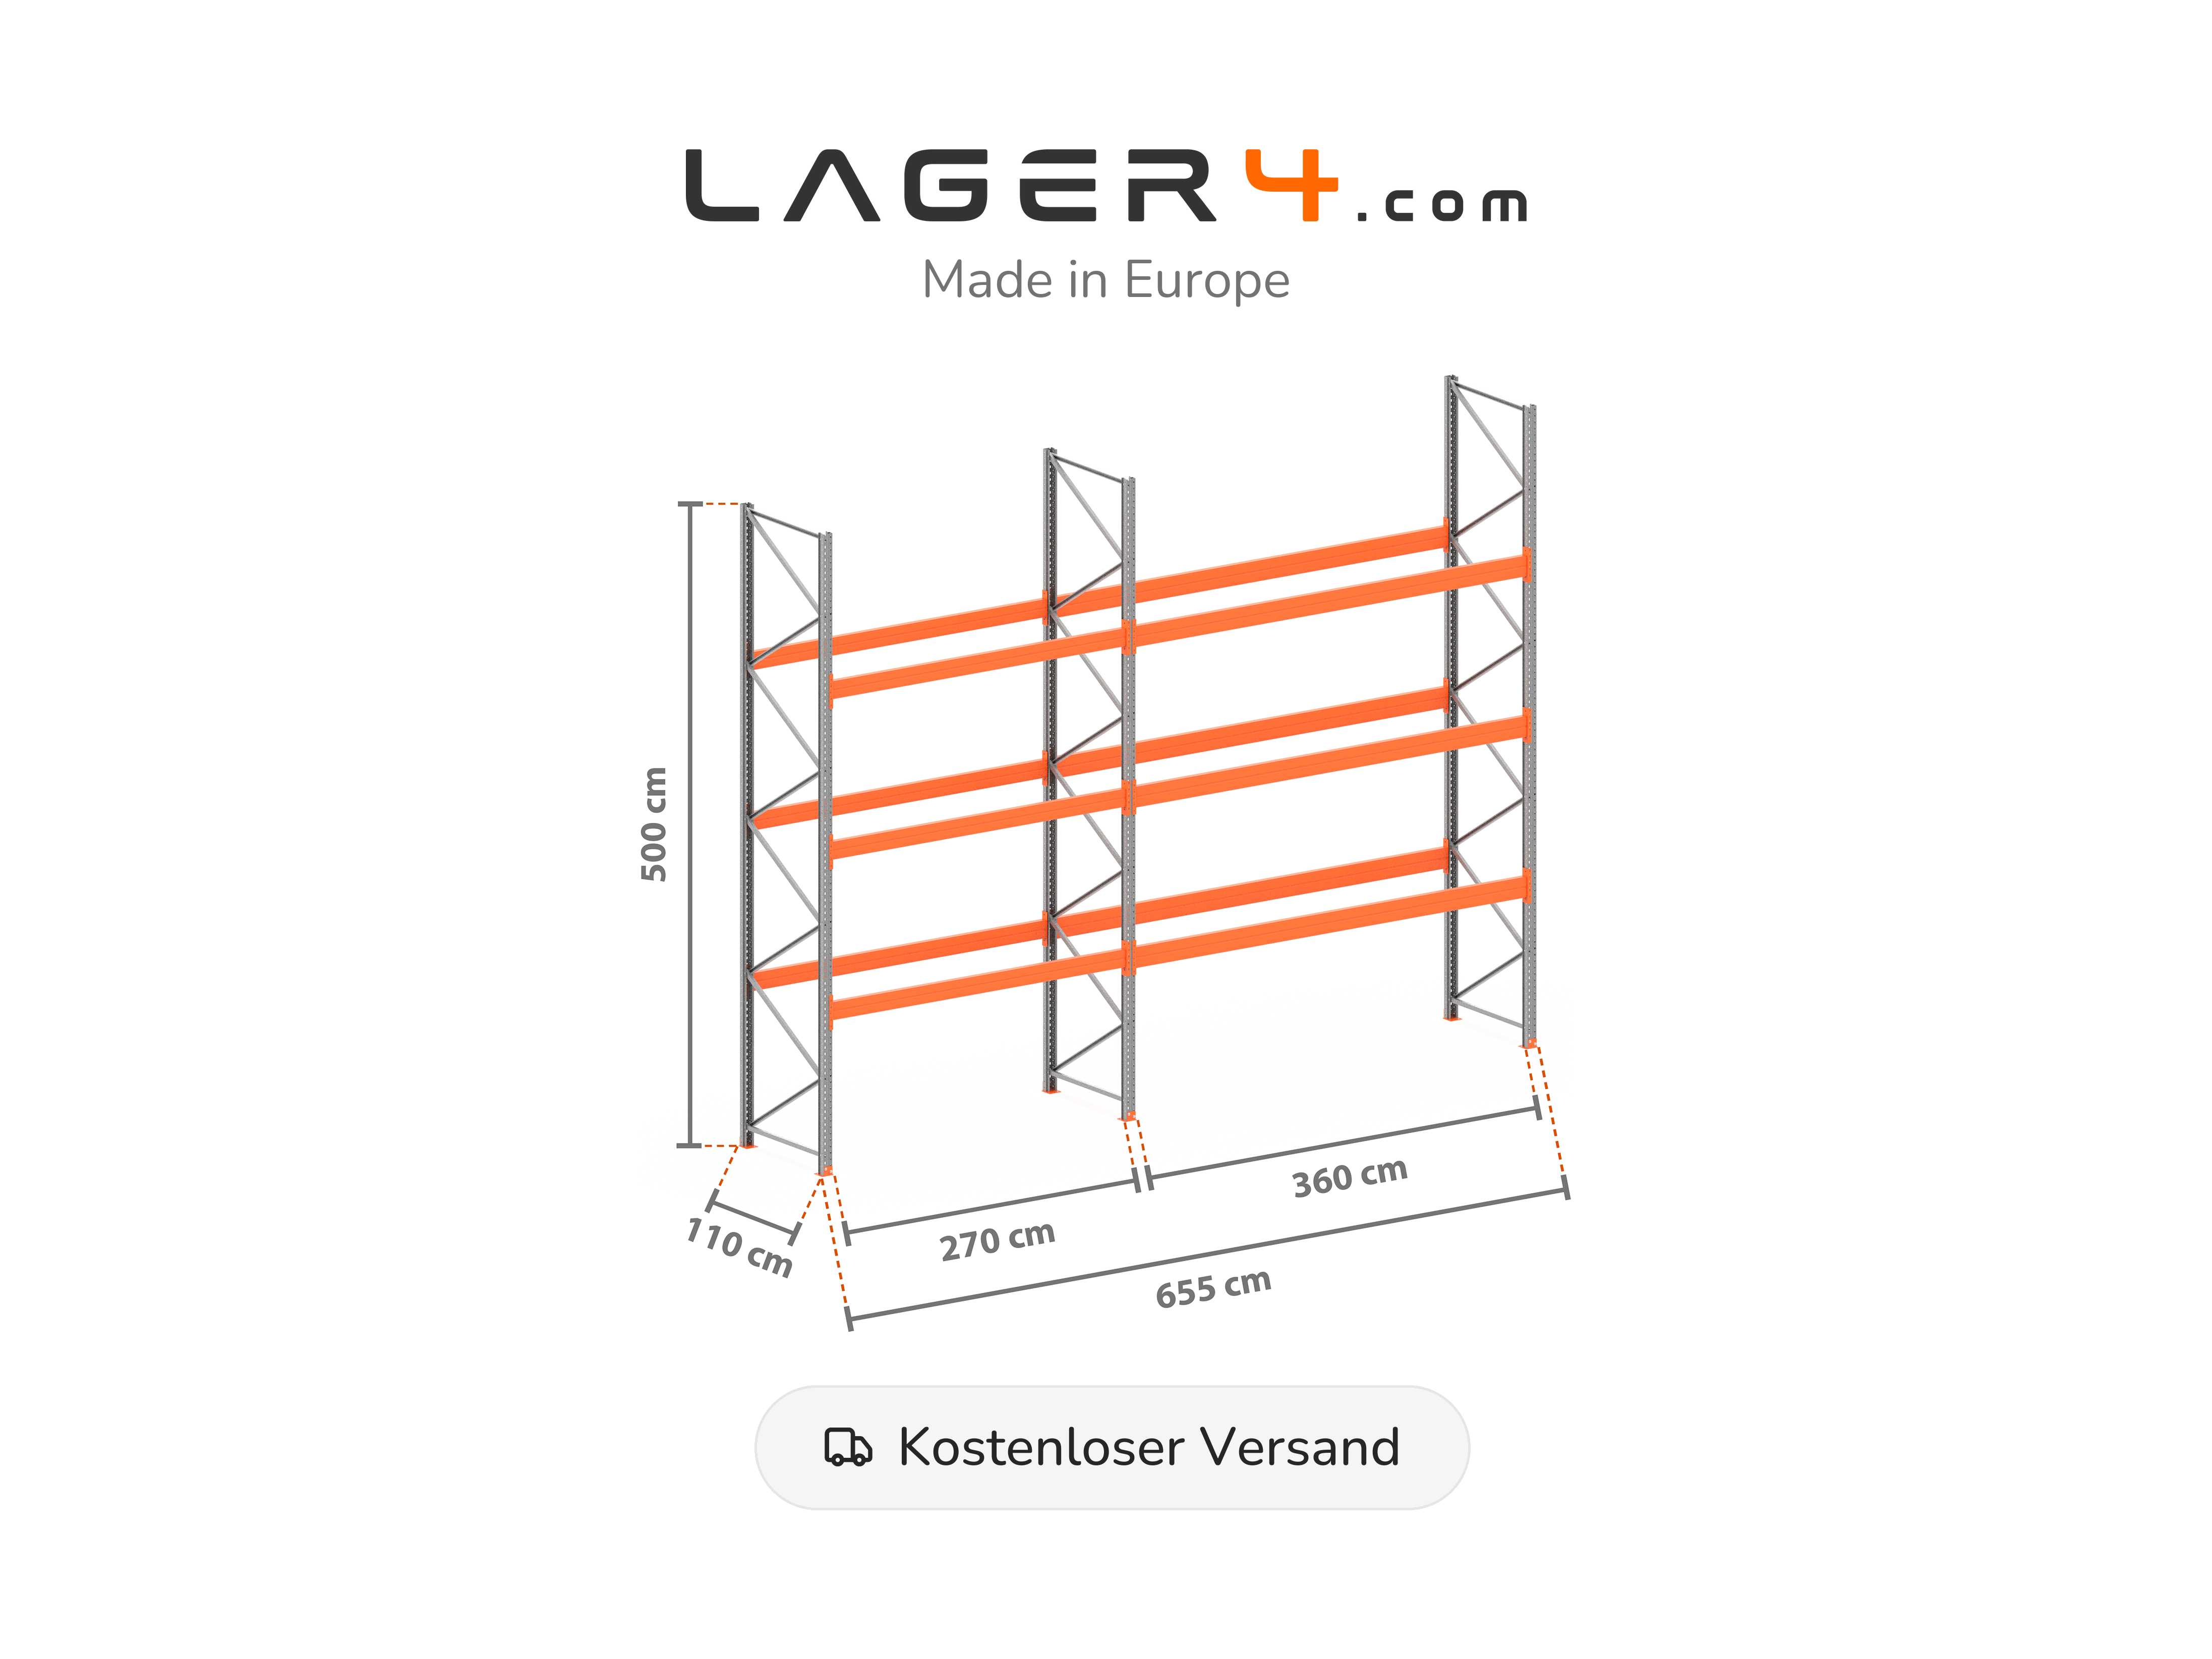 LAGER4.com
Made in Europe
500 cm
110 cm
270 cm
360 cm
655 cm
Kostenloser Versand